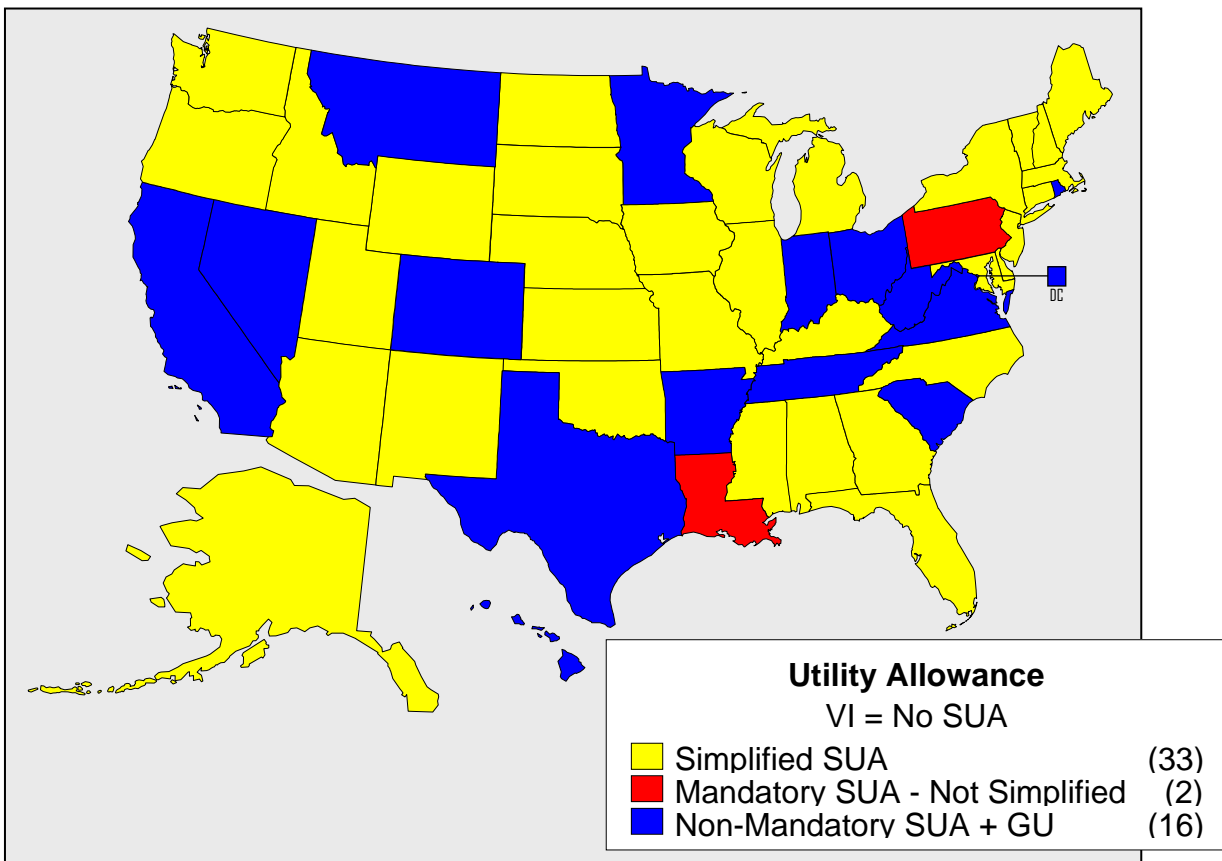 DC
Utility Allowance
VI = No SUA
Simplified SUA (33)
Mandatory SUA - Not Simplified (2)
Non-Mandatory SUA + GU (16)